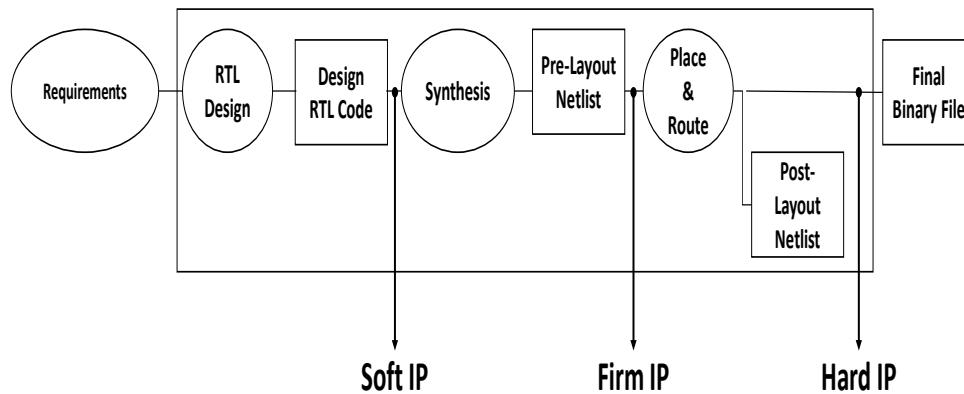 Requirements
RTL
Design
Design
RTL Code
Synthesis
Pre-Layout
Netlist
Place
&
Route
Post-
Layout
Netlist
Final
Binary File
Soft IP
Firm IP
Hard IP